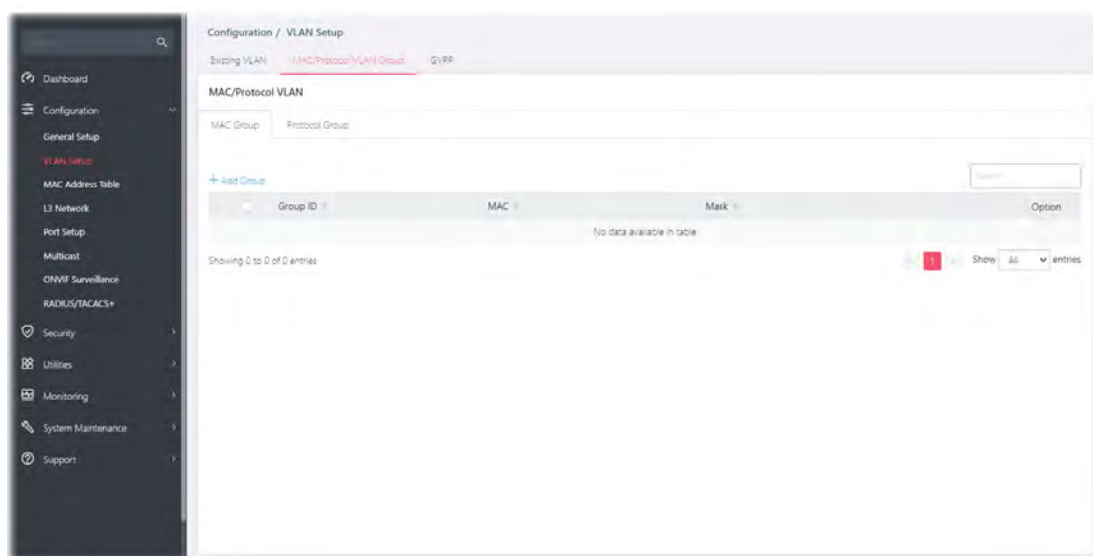 Configuration / VLAN Setup
Existing VLAN MAC/Protocol VLAN Group GVRP
MAC/Protocol VLAN
MAC Group Protocol Group
+ Add Group
Search
Group ID MAC Mask Option
No data available in table
Showing 0 to 0 of 0 entries
1 Show All entries
Dashboard
Configuration
General Setup
VLAN Setup
MAC Address Table
L3 Network
Port Setup
Multicast
ONVIF Surveillance
RADIUS/TACACS+
Security
Utilities
Monitoring
System Maintenance
Support